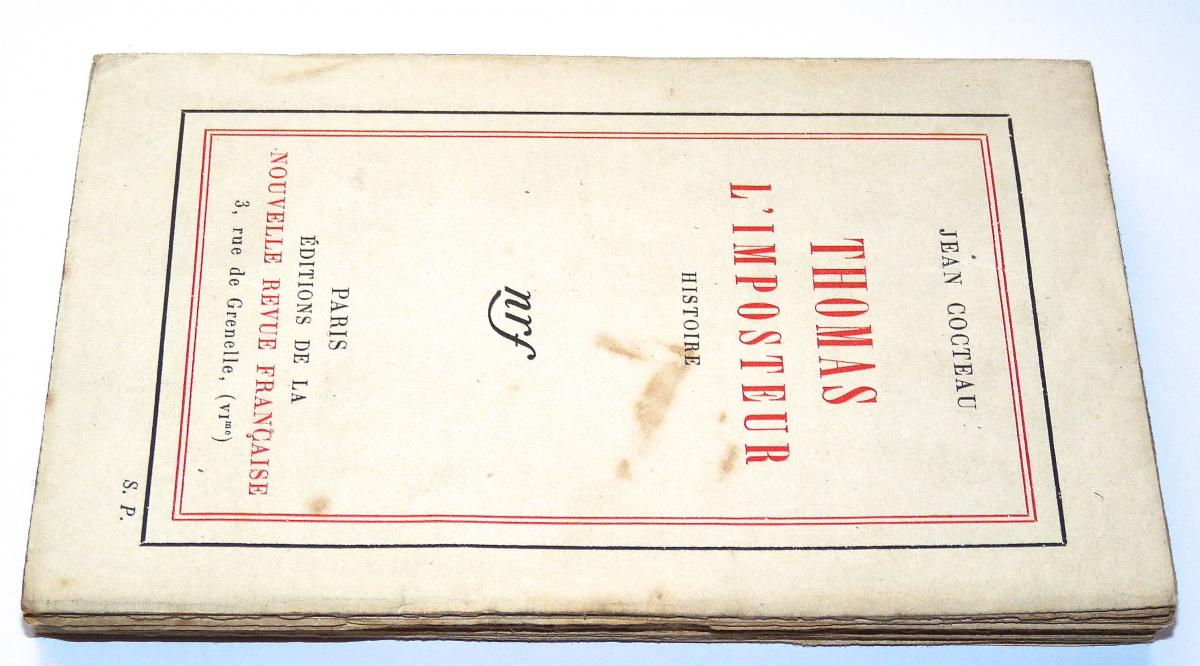 JEAN COCTEAU
THOMAS
L'IMPOSTEUR
HISTOIRE
nrf
PARIS
ÉDITIONS DE LA
NOUVELLE REVUE FRANÇAISE
3, rue de Grenelle, (VIme)
S. P.